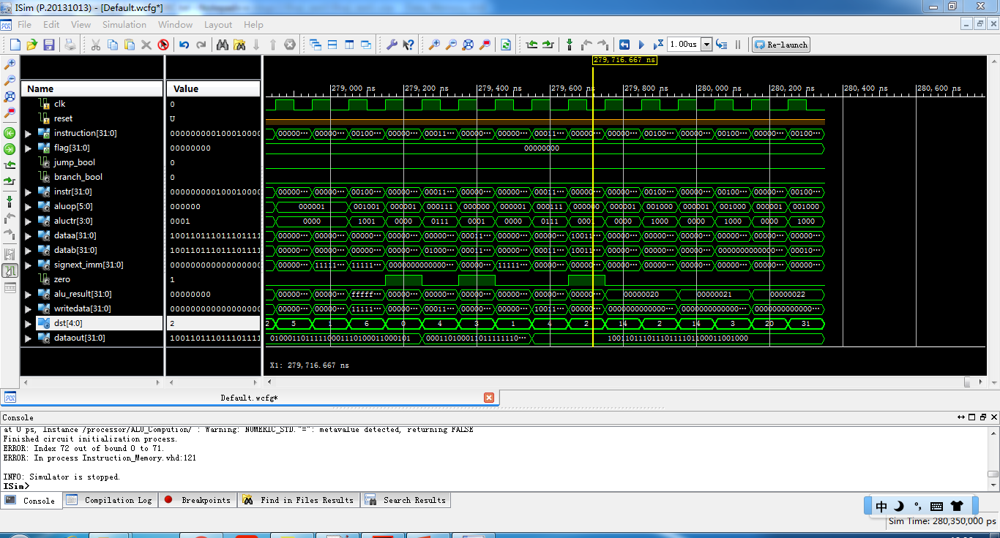 ISim (P.20131013) - [Default.wcfg*]
File Edit View Simulation Window Layout Help
1.00us Re-launch
279,716.667 ns
279,000 ns 279,200 ns 279,400 ns 279,600 ns 279,800 ns 280,000 ns 280,200 ns 280,400 ns 280,600 ns
Name Value
clk 0
reset U
instruction[31:0] 00000000010001000 00000··· 00000··· 00100··· 00000··· 00011··· 00000··· 00000··· 00011··· 00000··· 00000··· 00100··· 00000··· 00100··· 00000··· 00100···
flag[31:0] 00000000 00000000
jump_bool 0
branch_bool 0
instr[31:0] 00000000010001000 00000··· 00000··· 00100··· 00000··· 00011··· 00000··· 00000··· 00011··· 00000··· 00000··· 00100··· 00000··· 00100··· 00000··· 00100···
aluop[5:0] 000000 000001 001001 000001 000111 000000 000001 000111 000000 000001 001000 000001 001000 000001 001000
aluctr[3:0] 0001 0000 1001 0000 0111 0001 0000 0111 0001 0000 1000 0000 1000 0000 1000
dataa[31:0] 10011011101110111 00000··· 00000··· 00000··· 00000··· 00000··· 00011··· 00000··· 00000··· 10011··· 00000··· 00000··· 00000··· 00000··· 00000··· 00000···
datab[31:0] 10011011101110111 00000··· 00000··· 00000··· 00000··· 01000··· 00011··· 00000··· 00011··· 10011··· 00000··· 00000··· 00000··· 000000000000··· 00010···
signext_imm[31:0] 00000000000000000 00000··· 11111··· 11111··· 000000000000··· 00000··· 11111··· 00000··· 00000··· 00000··· 00000··· 00000··· 00000··· 00000··· 00000···
zero 1
alu_result[31:0] 00000000 00000··· 00000··· fffff··· 00000··· 00000··· 00000··· 00000··· 00000··· 00000··· 00000020 00000021 00000022
writedata[31:0] 00000··· 00000··· 11111··· 00000··· 00011··· 00000··· 00000··· 10011··· 00000··· 0000000000000··· 0000000000000··· 0000000000000···
dst[4:0] 2 2 5 1 6 0 4 3 1 4 2 14 2 14 3 20 31
dataout[31:0] 10011011101110111 01000110111110001110100011000101 000110100011011111110··· 10011011101110111101100011001000
X1: 279,716.667 ns
Default.wcfg*
Console
at 0 ps, Instance /processor/ALU_Compution/ : Warning: NUMERIC_STD."=": metavalue detected, returning FALSE
Finished circuit initialization process.
ERROR: Index 72 out of bound 0 to 71.
ERROR: In process Instruction_Memory.vhd:121
INFO: Simulator is stopped.
ISim>
Console Compilation Log Breakpoints Find in Files Results Search Results
中
Sim Time: 280,350,000 ps